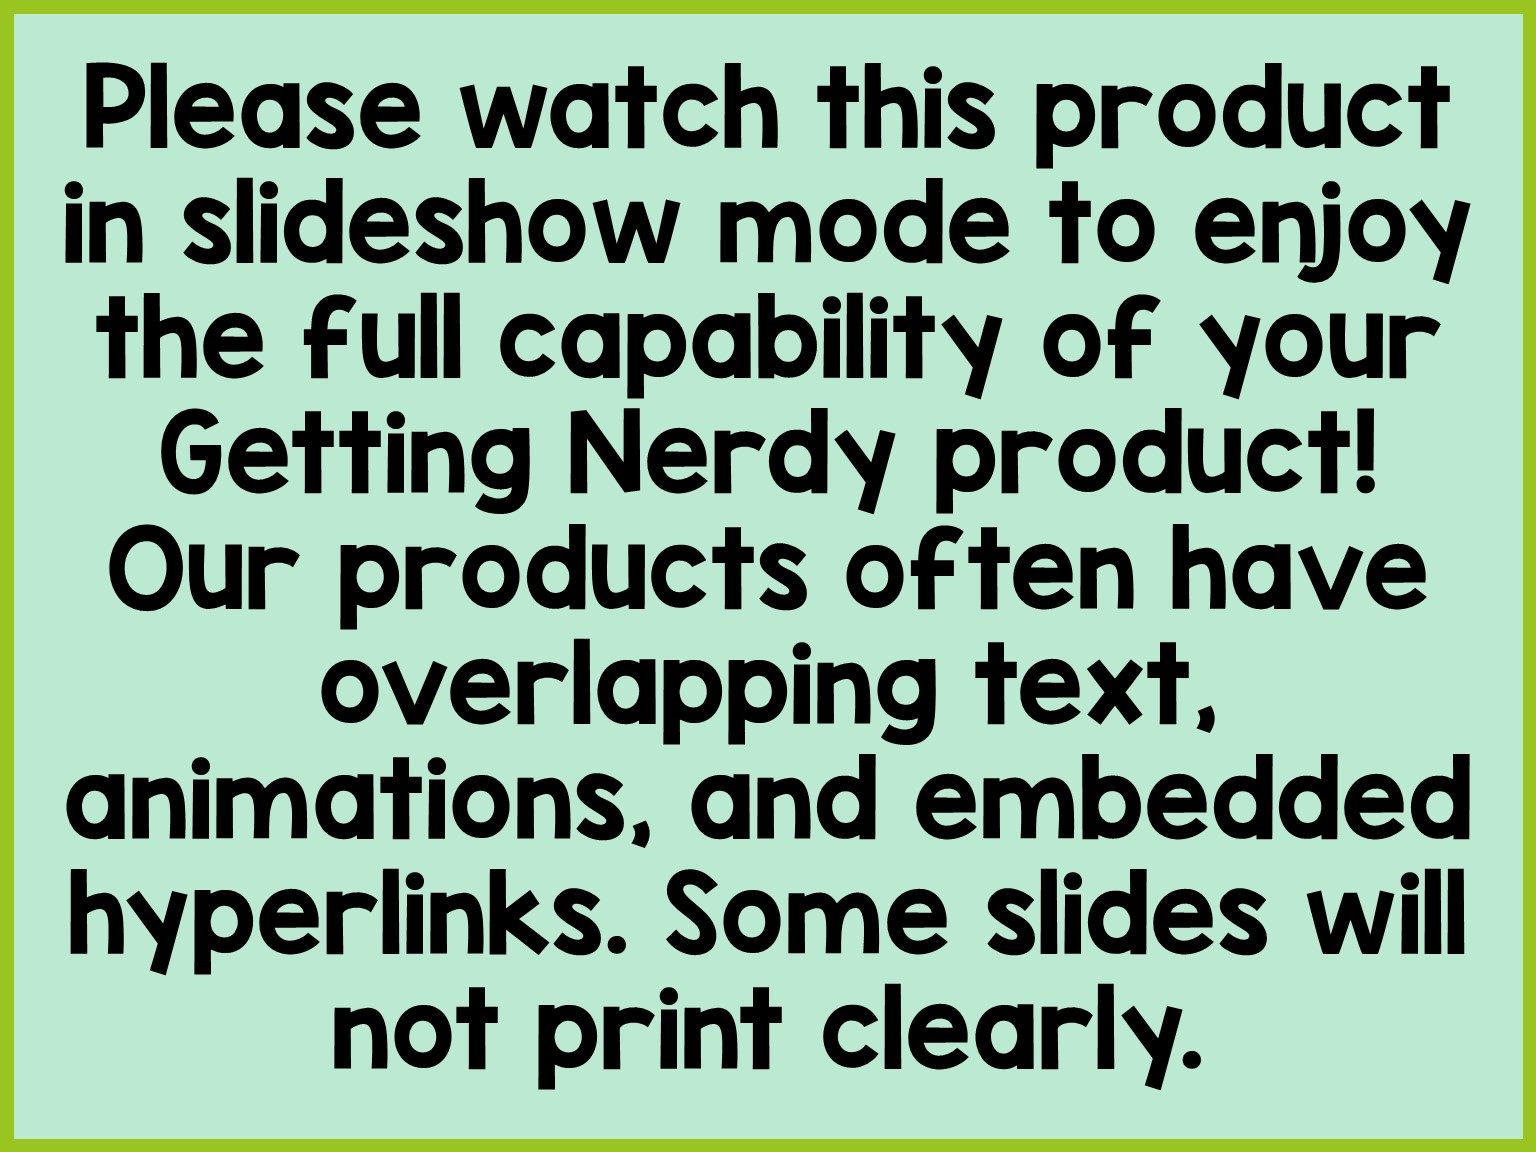 Please watch this product
in slideshow mode to enjoy
the full capability of your
Getting Nerdy product!
Our products often have
overlapping text,
animations, and embedded
hyperlinks. Some slides will
not print clearly.